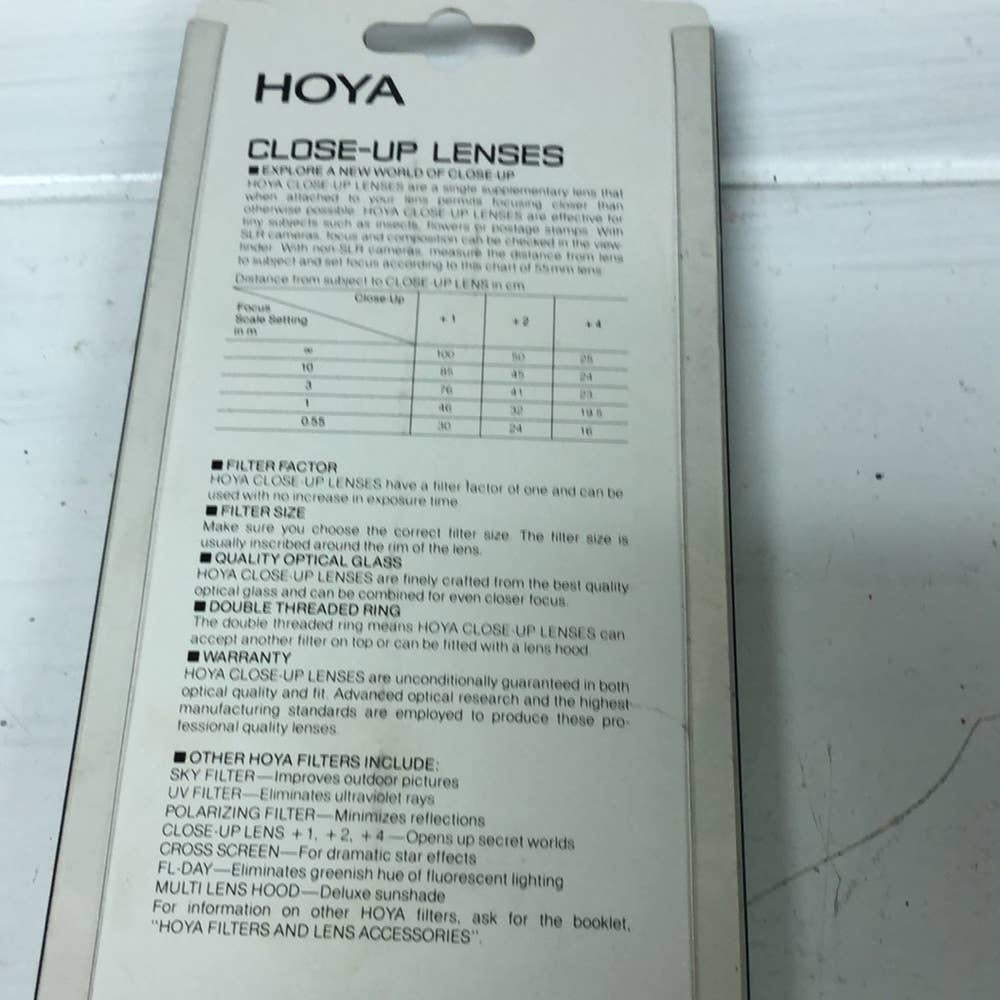 HOYA
CLOSE-UP LENSES
■ EXPLORE A NEW WORLD OF CLOSE-UP
HOYA CLOSE-UP LENSES are a single supplementary lens that
when attached to your lens permits focusing closer than
otherwise possible. HOYA CLOSE-UP LENSES are effective for
tiny subjects such as insects, flowers or postage stamps. With
SLR cameras, focus and composition can be checked in the view-
finder. With non-SLR cameras, measure the distance from lens
to subject and set focus according to this chart of 55mm lens.
Distance from subject to CLOSE-UP LENS in cm
Close-Up
Focus
Scale Setting
in m
+1 +2 +4
∞ 100 50 25
10 85 45 24
3 76 41 23
1 46 32 19.5
0.55 30 24 16
■ FILTER FACTOR
HOYA CLOSE-UP LENSES have a filter factor of one and can be
used with no increase in exposure time.
■ FILTER SIZE
Make sure you choose the correct filter size. The filter size is
usually inscribed around the rim of the lens.
■ QUALITY OPTICAL GLASS
HOYA CLOSE-UP LENSES are finely crafted from the best quality
optical glass and can be combined for even closer focus.
■ DOUBLE THREADED RING
The double threaded ring means HOYA CLOSE-UP LENSES can
accept another filter on top or can be fitted with a lens hood.
■ WARRANTY
HOYA CLOSE-UP LENSES are unconditionally guaranteed in both
optical quality and fit. Advanced optical research and the highest
manufacturing standards are employed to produce these pro-
fessional quality lenses.
■ OTHER HOYA FILTERS INCLUDE:
SKY FILTER—Improves outdoor pictures
UV FILTER—Eliminates ultraviolet rays
POLARIZING FILTER—Minimizes reflections
CLOSE-UP LENS +1, +2, +4—Opens up secret worlds
CROSS SCREEN—For dramatic star effects
FL-DAY—Eliminates greenish hue of fluorescent lighting
MULTI LENS HOOD—Deluxe sunshade
For information on other HOYA filters, ask for the booklet,
"HOYA FILTERS AND LENS ACCESSORIES".